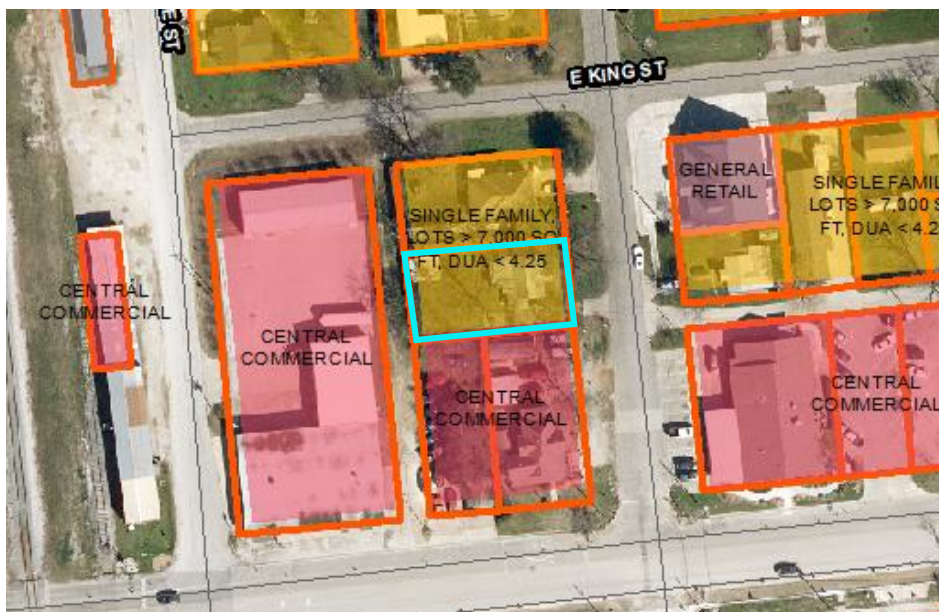 E ST
E KING ST
GENERAL
RETAIL
SINGLE FAMILY,
LOTS > 7,000 SQ
FT, DUA < 4.25
SINGLE FAMIL
LOTS > 7,000 S
FT, DUA < 4.2
CENTRAL
COMMERCIAL
CENTRAL
COMMERCIAL
CENTRAL
COMMERCIAL
CENTRAL
COMMERCIAL